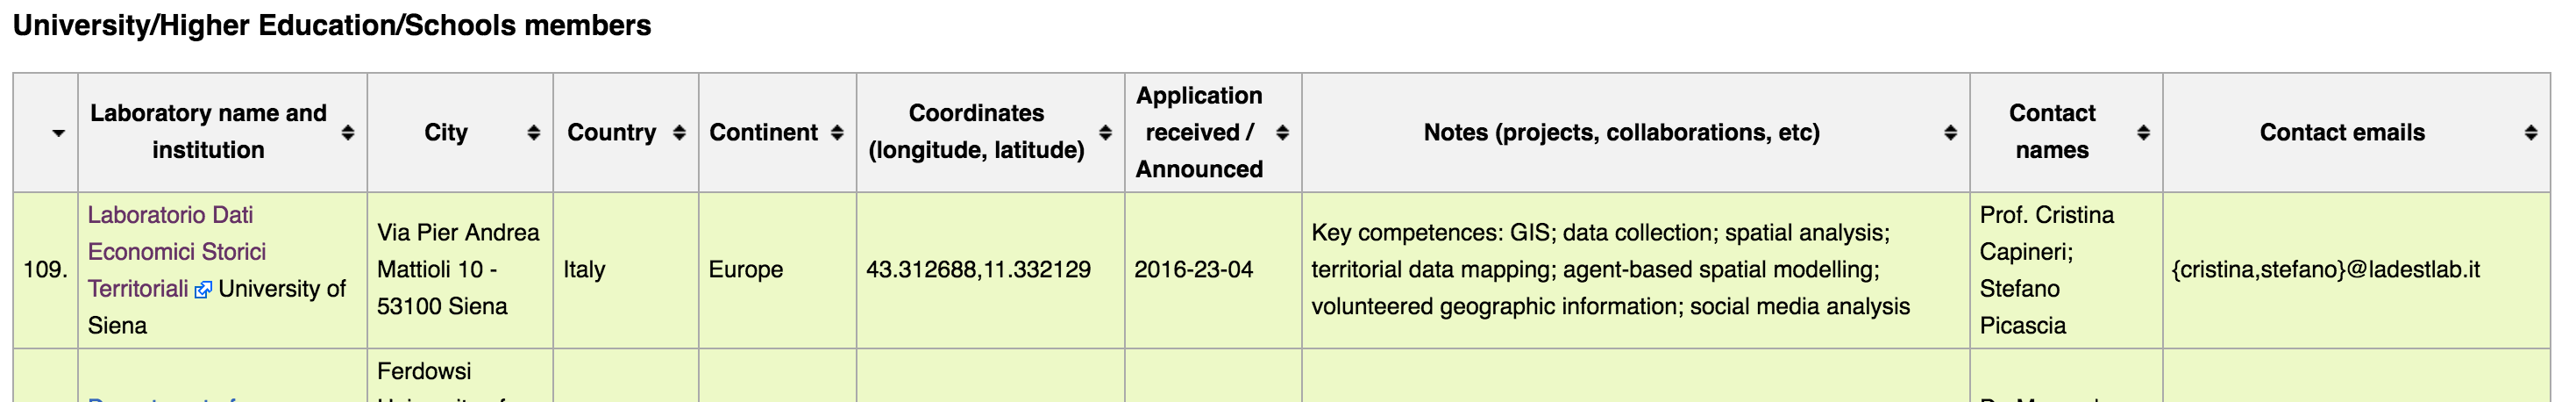 University/Higher Education/Schools members
Laboratory name and
institution
City
Country
Continent
Coordinates
(longitude, latitude)
Application
received /
Announced
Notes (projects, collaborations, etc)
Contact
names
Contact emails
109.
Laboratorio Dati
Economici Storici
Territoriali University of
Siena
Via Pier Andrea
Mattioli 10 -
53100 Siena
Italy
Europe
43.312688,11.332129
2016-23-04
Key competences: GIS; data collection; spatial analysis;
territorial data mapping; agent-based spatial modelling;
volunteered geographic information; social media analysis
Prof. Cristina
Capineri;
Stefano
Picascia
{cristina,stefano}@ladestlab.it
Ferdowsi